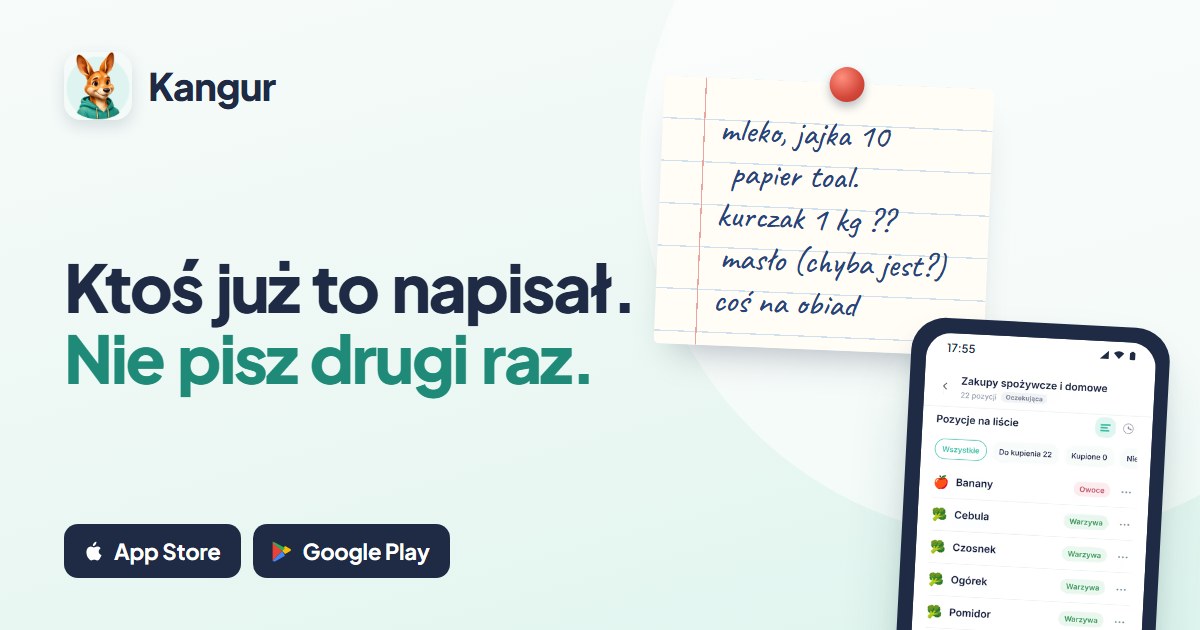 Kangur
Ktoś już to napisał.
Nie pisz drugi raz.
App Store
Google Play
mleko, jajka 10
papier toal.
kurczak 1 kg ??
masło (chyba jest?)
coś na obiad
17:55
Zakupy spożywcze i domowe
22 pozycji Oczekująca
Pozycje na liście
Wszystkie Do kupienia 22 Kupione 0 Nie
Banany Owoce
Cebula Warzywa
Czosnek Warzywa
Ogórek Warzywa
Pomidor Warzywa